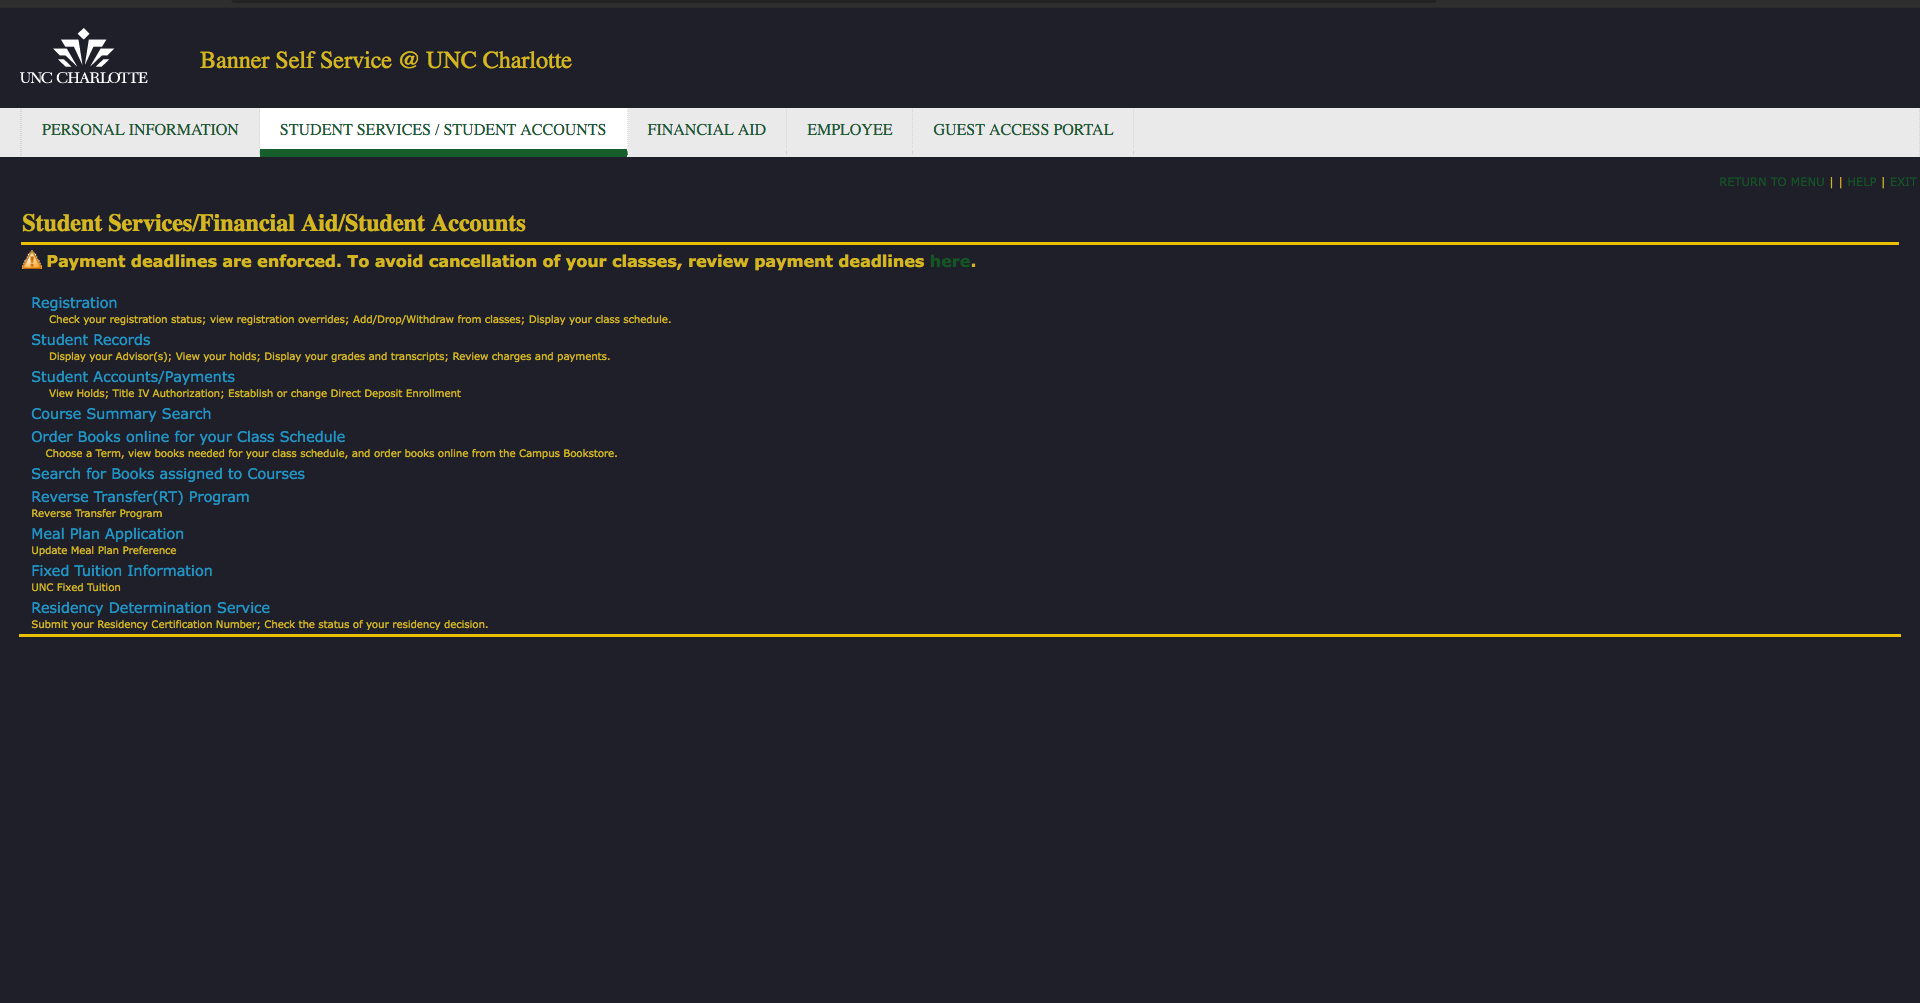 UNC CHARLOTTE
Banner Self Service @ UNC Charlotte
PERSONAL INFORMATION STUDENT SERVICES / STUDENT ACCOUNTS FINANCIAL AID EMPLOYEE GUEST ACCESS PORTAL
RETURN TO MENU | | HELP | EXIT
Student Services/Financial Aid/Student Accounts
Payment deadlines are enforced. To avoid cancellation of your classes, review payment deadlines here.
Registration
Check your registration status; view registration overrides; Add/Drop/Withdraw from classes; Display your class schedule.
Student Records
Display your Advisor(s); View your holds; Display your grades and transcripts; Review charges and payments.
Student Accounts/Payments
View Holds; Title IV Authorization; Establish or change Direct Deposit Enrollment
Course Summary Search
Order Books online for your Class Schedule
Choose a Term, view books needed for your class schedule, and order books online from the Campus Bookstore.
Search for Books assigned to Courses
Reverse Transfer(RT) Program
Reverse Transfer Program
Meal Plan Application
Update Meal Plan Preference
Fixed Tuition Information
UNC Fixed Tuition
Residency Determination Service
Submit your Residency Certification Number; Check the status of your residency decision.